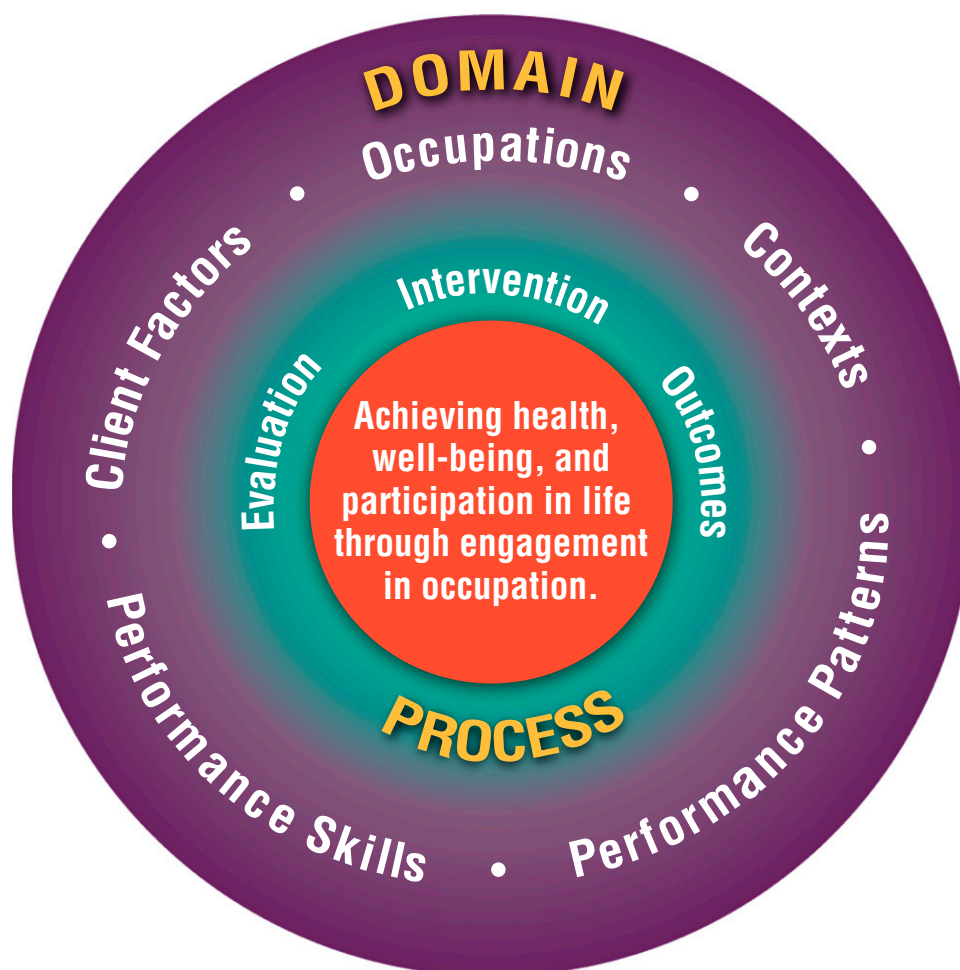 DOMAIN
Occupations
Contexts
Performance Patterns
Performance Skills
Client Factors
Evaluation
Intervention
Outcomes
Achieving health,
well-being, and
participation in life
through engagement
in occupation.
PROCESS